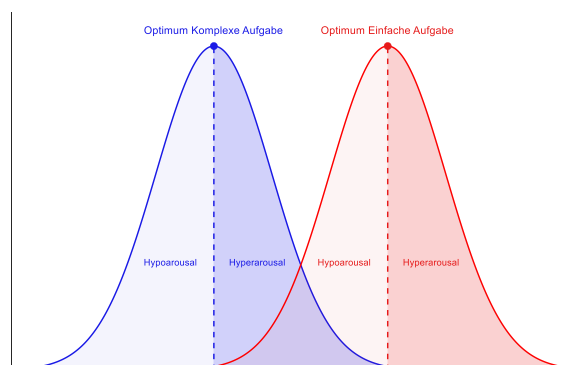 Optimum Komplexe Aufgabe
Optimum Einfache Aufgabe
Hypoarousal
Hyperarousal
Hypoarousal
Hyperarousal